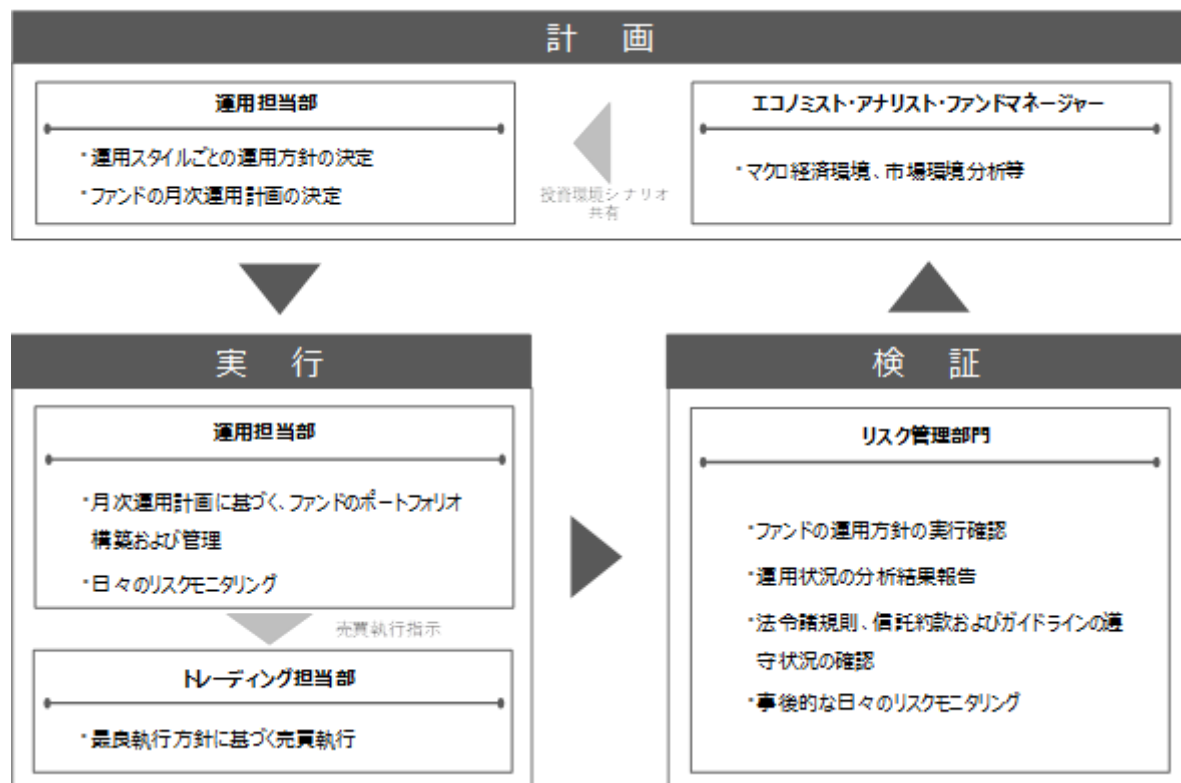 計 画
運用担当部
・運用スタイルごとの運用方針の決定
・ファンドの月次運用計画の決定
投資環境シナリオ
共有
エコノミスト・アナリスト・ファンドマネージャー
・マクロ経済環境、市場環境分析等
実 行
運用担当部
・月次運用計画に基づく、ファンドのポートフォリオ
構築および管理
・日々のリスクモニタリング
売買執行指示
トレーディング担当部
・最良執行方針に基づく売買執行
検 証
リスク管理部門
・ファンドの運用方針の実行確認
・運用状況の分析結果報告
・法令諸規則、信託約款およびガイドラインの遵
守状況の確認
・事後的な日々のリスクモニタリング